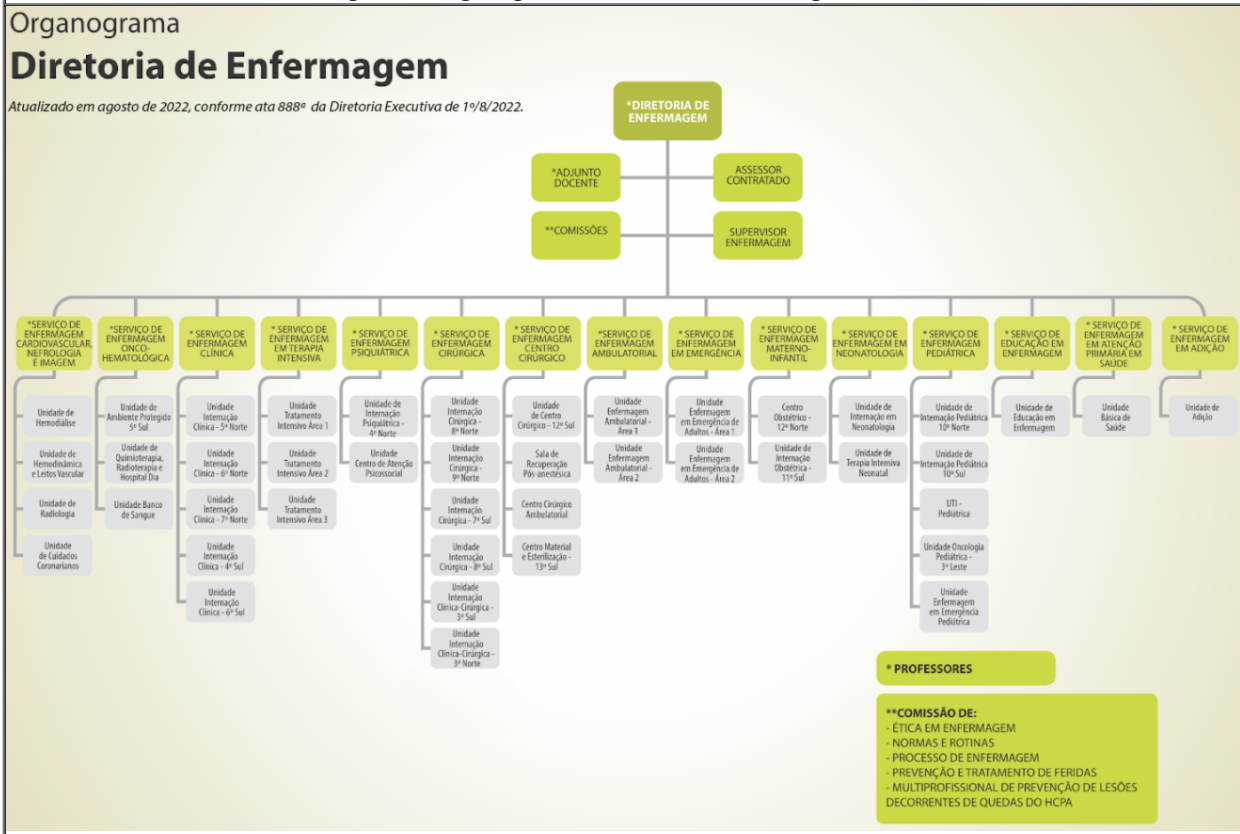 Organograma
Diretoria de Enfermagem
Atualizado em agosto de 2022, conforme ata 888ª da Diretoria Executiva de 1º/8/2022.
*DIRETORIA DE
ENFERMAGEM
*ADJUNTO
DOCENTE
ASSESSOR
CONTRATADO
**COMISSÕES
SUPERVISOR
ENFERMAGEM
*SERVIÇO DE
ENFERMAGEM
CARDIOVASCULAR,
NEFROLOGIA
E IMAGEM
Unidade de
Hemodiálise
Unidade de
Hemodinâmica
e Leitos Vascular
Unidade de
Radiologia
Unidade
de Cuidados
Coronarianos
*SERVIÇO DE
ENFERMAGEM
ONCO-
HEMATOLÓGICA
Unidade de
Ambiente Protegido
5º Sul
Unidade de
Quimioterapia,
Radioterapia e
Hospital Dia
Unidade Banco
de Sangue
* SERVIÇO DE
ENFERMAGEM
CLÍNICA
Unidade
Internação
Clínica - 5º Norte
Unidade
Internação
Clínica - 6º Norte
Unidade
Internação
Clínica - 7º Norte
Unidade
Internação
Clínica - 4º Sul
Unidade
Internação
Clínica - 6º Sul
* SERVIÇO DE
ENFERMAGEM
EM TERAPIA
INTENSIVA
Unidade
Tratamento
Intensivo Área 1
Unidade
Tratamento
Intensivo Área 2
Unidade
Tratamento
Intensivo Área 3
* SERVIÇO DE
ENFERMAGEM
PSIQUIÁTRICA
Unidade de
Internação
Psiquiátrica -
4º Norte
Unidade
Centro de Atenção
Psicossocial
* SERVIÇO DE
ENFERMAGEM
CIRÚRGICA
Unidade
Internação
Cirúrgica -
8º Norte
Unidade
Internação
Cirúrgica -
9º Norte
Unidade
Internação
Cirúrgica - 7º Sul
Unidade
Internação
Cirúrgica - 8º Sul
Unidade
Internação
Clínica-Cirúrgica -
3º Sul
Unidade
Internação
Clínica-Cirúrgica -
3º Norte
* SERVIÇO DE
ENFERMAGEM
CENTRO
CIRÚRGICO
Unidade
de Centro
Cirúrgico - 12º Sul
Sala de
Recuperação
Pós-anestésica
Centro Cirúrgico
Ambulatorial
Centro Material
e Esterilização -
13º Sul
*SERVIÇO DE
ENFERMAGEM
AMBULATORIAL
Unidade
Enfermagem
Ambulatorial -
Área 1
Unidade
Enfermagem
Ambulatorial -
Área 2
* SERVIÇO DE
ENFERMAGEM
EM EMERGÊNCIA
Unidade
Enfermagem
em Emergência de
Adultos - Área 1
Unidade
Enfermagem
em Emergência de
Adultos - Área 2
* SERVIÇO DE
ENFERMAGEM
MATERNO-
INFANTIL
Centro
Obstétrico -
12º Norte
Unidade de
Internação
Obstétrica -
11º Sul
* SERVIÇO DE
ENFERMAGEM EM
NEONATOLOGIA
Unidade de
Internação em
Neonatologia
Unidade de
Terapia Intensiva
Neonatal
* SERVIÇO DE
ENFERMAGEM
PEDIÁTRICA
Unidade de
Internação Pediátrica
10º Norte
Unidade de
Internação Pediátrica
10º Sul
UTI -
Pediátrica
Unidade Oncologia
Pediátrica -
3º Leste
Unidade
Enfermagem
em Emergência
Pediátrica
* SERVIÇO DE
EDUCAÇÃO EM
ENFERMAGEM
Unidade de
Educação em
Enfermagem
* SERVIÇO DE
ENFERMAGEM
EM ATENÇÃO
PRIMÁRIA EM
SAÚDE
Unidade
Básica de
Saúde
* SERVIÇO DE
ENFERMAGEM
EM ADIÇÃO
Unidade de
Adição
* PROFESSORES
**COMISSÃO DE:
- ÉTICA EM ENFERMAGEM
- NORMAS E ROTINAS
- PROCESSO DE ENFERMAGEM
- PREVENÇÃO E TRATAMENTO DE FERIDAS
- MULTIPROFISSIONAL DE PREVENÇÃO DE LESÕES
DECORRENTES DE QUEDAS DO HCPA